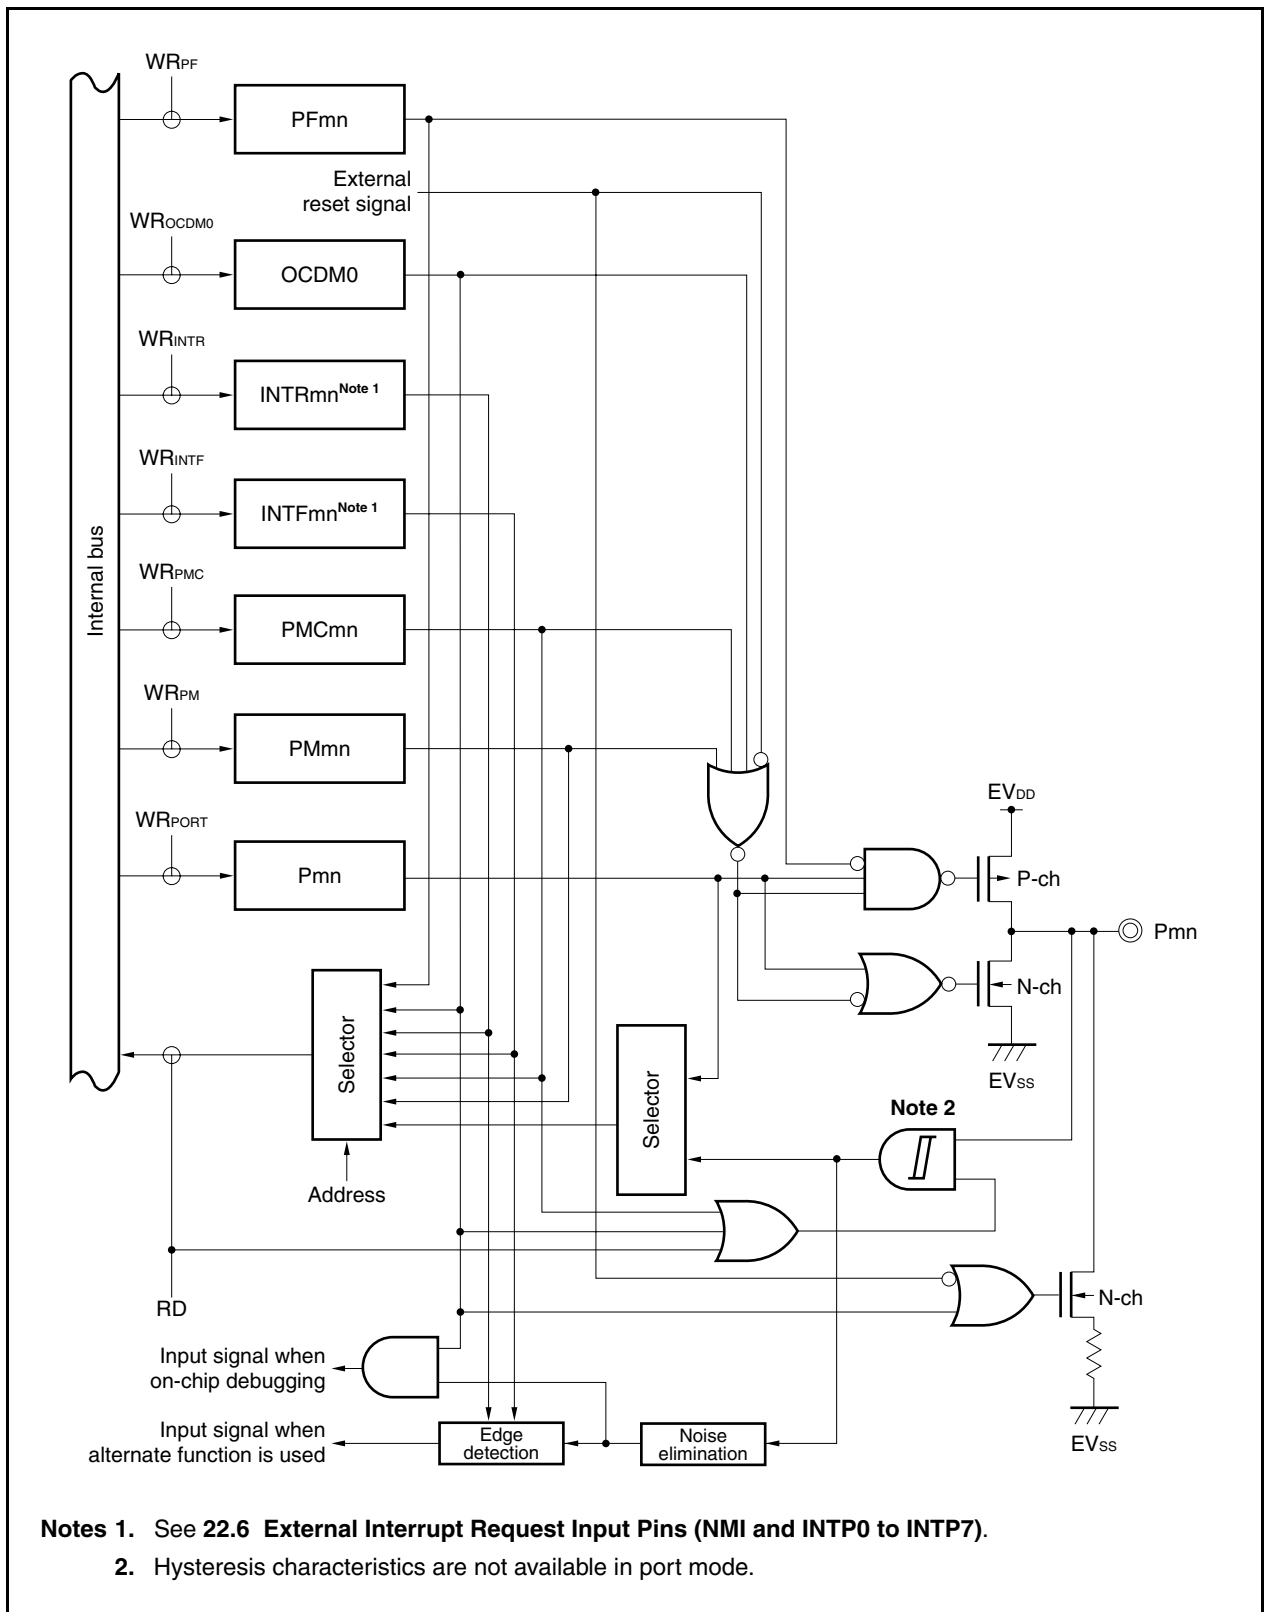 WRPF
PFmn
External
reset signal
WROCDM0
OCDM0
WRINTR
INTRmnNote 1
WRINTF
INTFmnNote 1
Internal bus
WRPMC
PMCmn
WRPM
PMmn
WRPORT
Pmn
EVDD
P-ch
Pmn
N-ch
EVSS
Selector
Selector
Note 2
Address
RD
N-ch
Input signal when
on-chip debugging
Input signal when
alternate function is used
Edge
detection
Noise
elimination
EVSS
Notes 1. See 22.6 External Interrupt Request Input Pins (NMI and INTP0 to INTP7).
2. Hysteresis characteristics are not available in port mode.